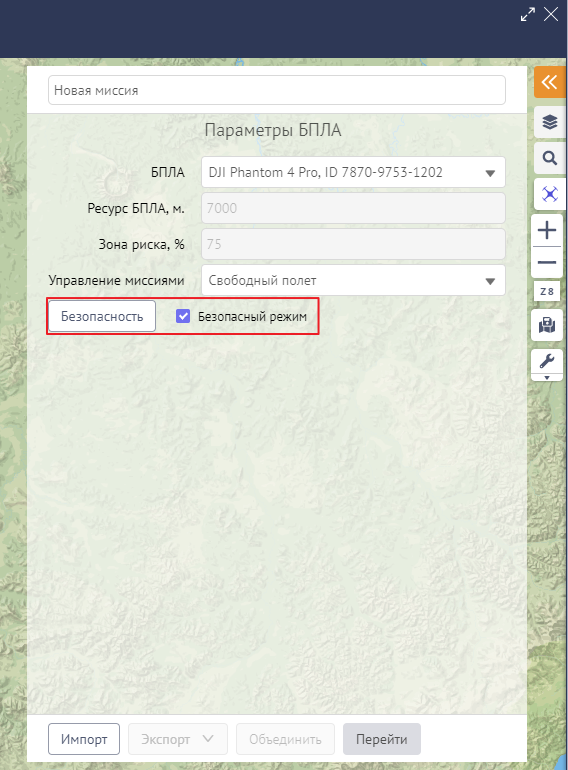 Новая миссия
Параметры БПЛА
БПЛА DJI Phantom 4 Pro, ID 7870-9753-1202
Ресурс БПЛА, м. 7000
Зона риска, % 75
Управление миссиями Свободный полет
Безопасность Безопасный режим
Z 8
Импорт Экспорт Объединить Перейти